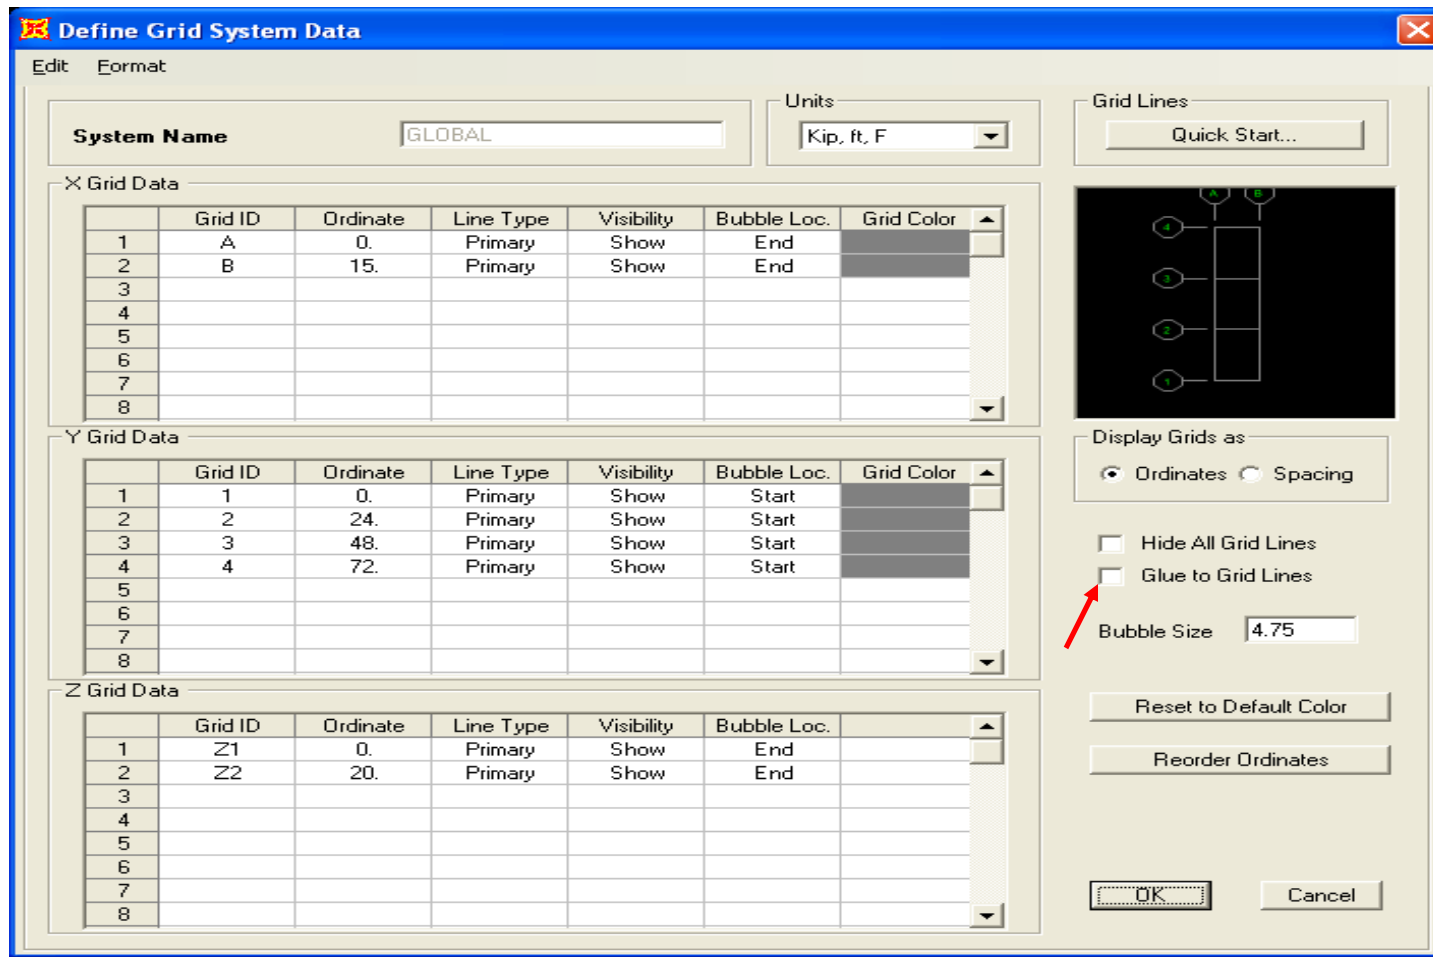 Define Grid System Data
Edit Format
System Name GLOBAL
Units
Kip, ft, F
Grid Lines
Quick Start...
X Grid Data
Grid ID Ordinate Line Type Visibility Bubble Loc. Grid Color
1 A 0. Primary Show End
2 B 15. Primary Show End
3
4
5
6
7
8
A B
4
3
2
1
Y Grid Data
Grid ID Ordinate Line Type Visibility Bubble Loc. Grid Color
1 1 0. Primary Show Start
2 2 24. Primary Show Start
3 3 48. Primary Show Start
4 4 72. Primary Show Start
5
6
7
8
Display Grids as
Ordinates Spacing
Hide All Grid Lines
Glue to Grid Lines
Bubble Size 4.75
Z Grid Data
Grid ID Ordinate Line Type Visibility Bubble Loc.
1 Z1 0. Primary Show End
2 Z2 20. Primary Show End
3
4
5
6
7
8
Reset to Default Color
Reorder Ordinates
OK Cancel